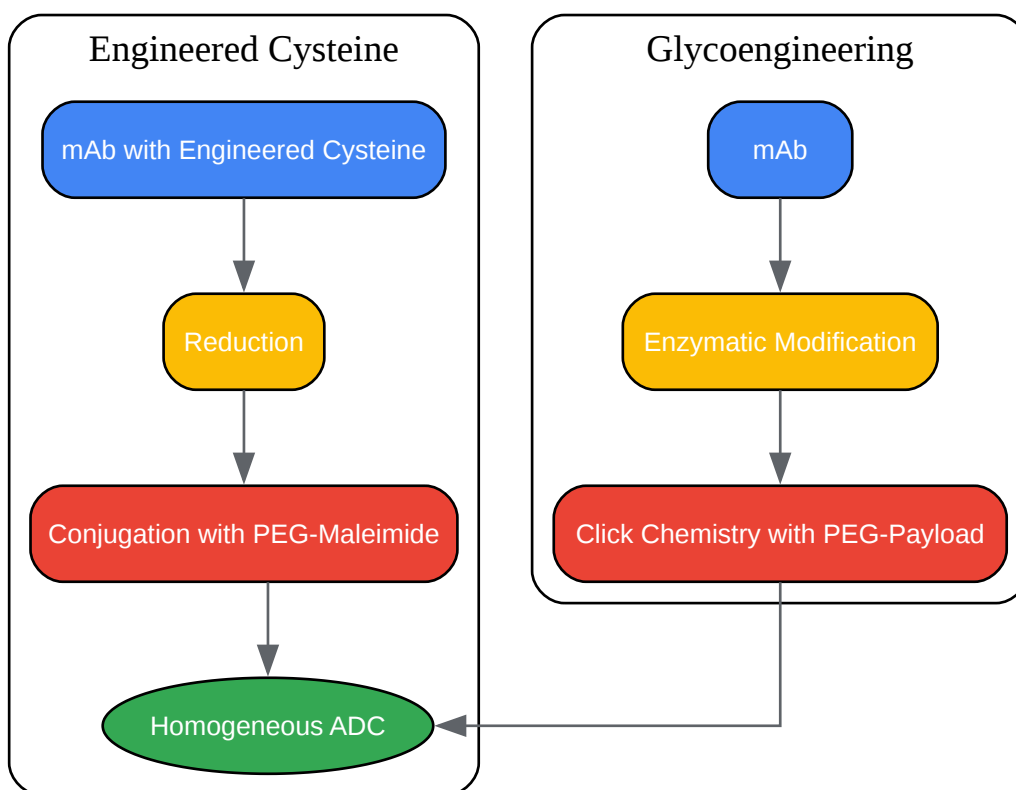 Engineered Cysteine
mAb with Engineered Cysteine
Reduction
Conjugation with PEG-Maleimide
Homogeneous ADC
Glycoengineering
mAb
Enzymatic Modification
Click Chemistry with PEG-Payload